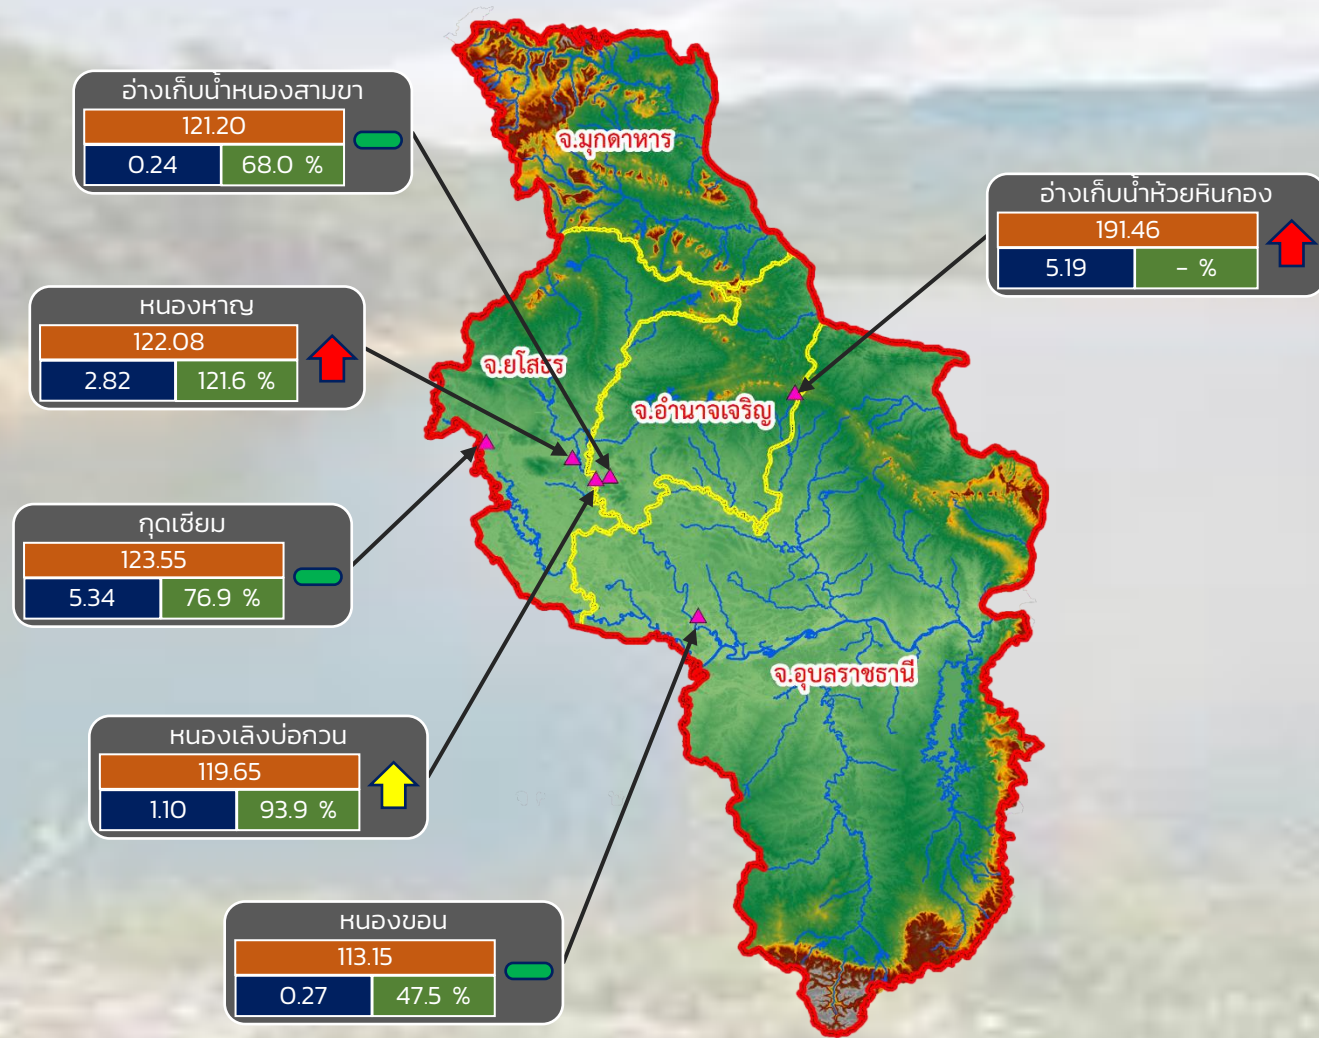 อ่างเก็บน้ำหนองสามขา
121.20
0.24 68.0 %
จ.มุกดาหาร
อ่างเก็บน้ำห้วยหินกอง
191.46
5.19 - %
หนองหาญ
122.08
2.82 121.6 %
จ.ยโสธร
จ.อำนาจเจริญ
กุดเซียม
123.55
5.34 76.9 %
จ.อุบลราชธานี
หนองเลิงบ่อกวน
119.65
1.10 93.9 %
หนองขอน
113.15
0.27 47.5 %